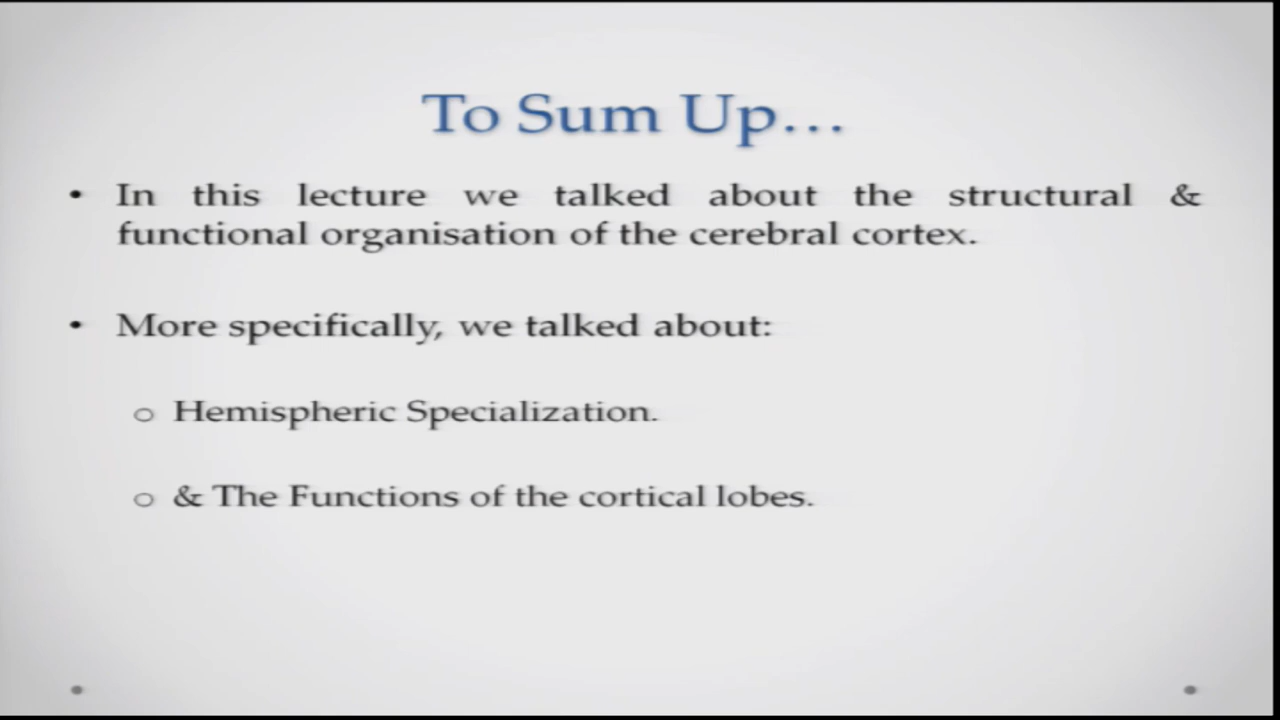 To Sum Up...
• In this lecture we talked about the structural &
functional organisation of the cerebral cortex.
• More specifically, we talked about:
o Hemispheric Specialization.
o & The Functions of the cortical lobes.